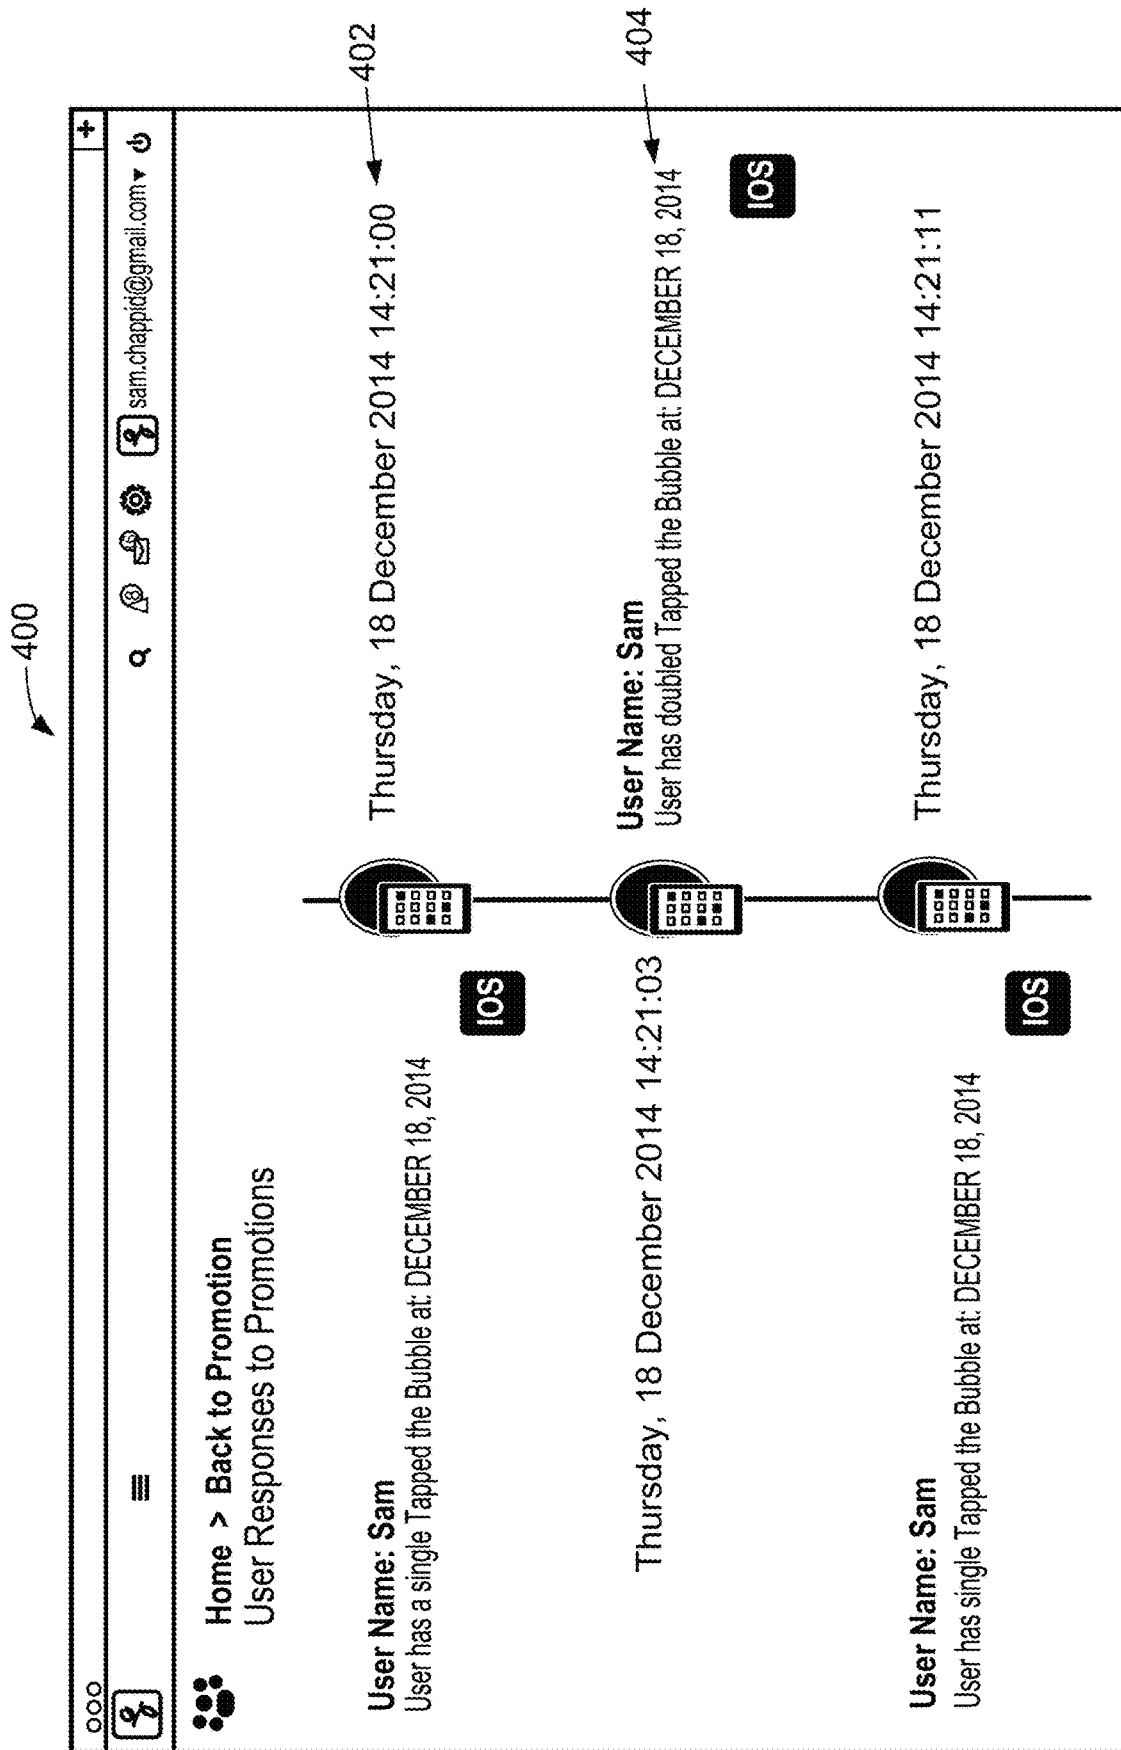 400
+
8
sam.chappid@gmail.com
Home > Back to Promotion
User Responses to Promotions
User Name: Sam
User has a single Tapped the Bubble at: DECEMBER 18, 2014
IOS
Thursday, 18 December 2014 14:21:00
402
Thursday, 18 December 2014 14:21:03
User Name: Sam
User has doubled Tapped the Bubble at: DECEMBER 18, 2014
404
IOS
User Name: Sam
User has single Tapped the Bubble at: DECEMBER 18, 2014
IOS
Thursday, 18 December 2014 14:21:11